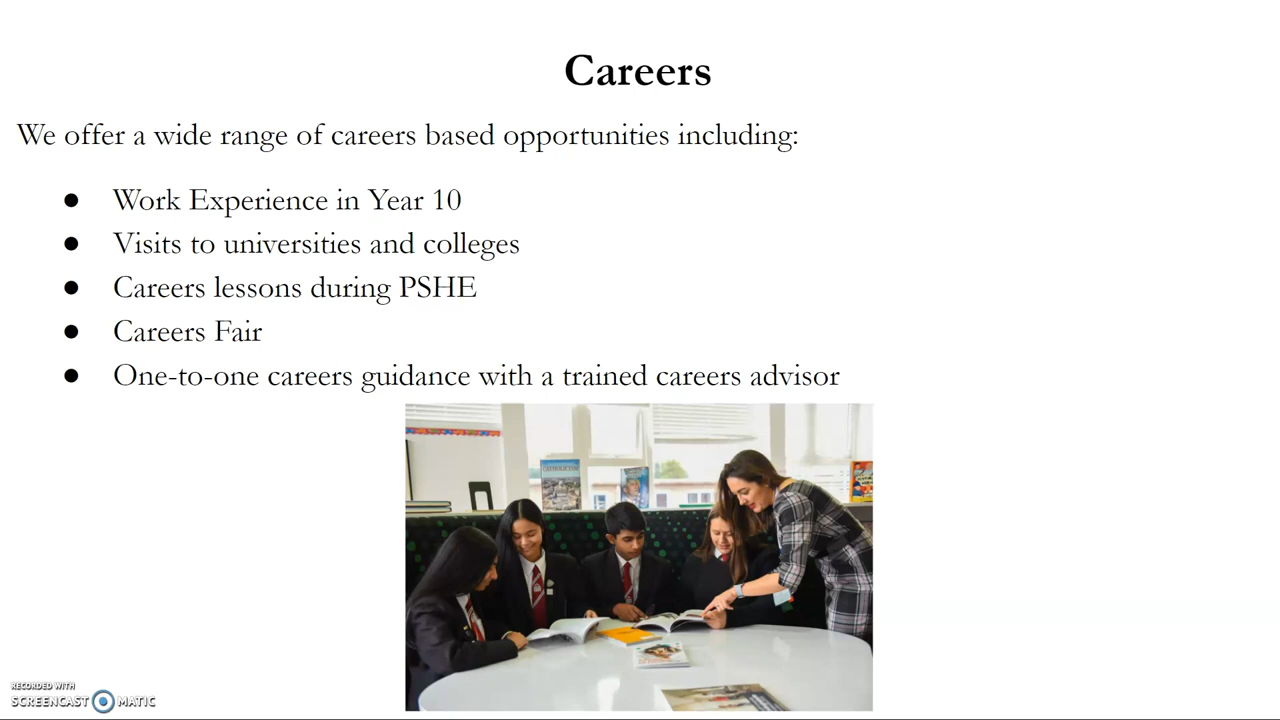 Careers
We offer a wide range of careers based opportunities including:
● Work Experience in Year 10
● Visits to universities and colleges
● Careers lessons during PSHE
● Careers Fair
● One-to-one careers guidance with a trained careers advisor
CATHOLICISM
RECORDED WITH
SCREENCAST MATIC